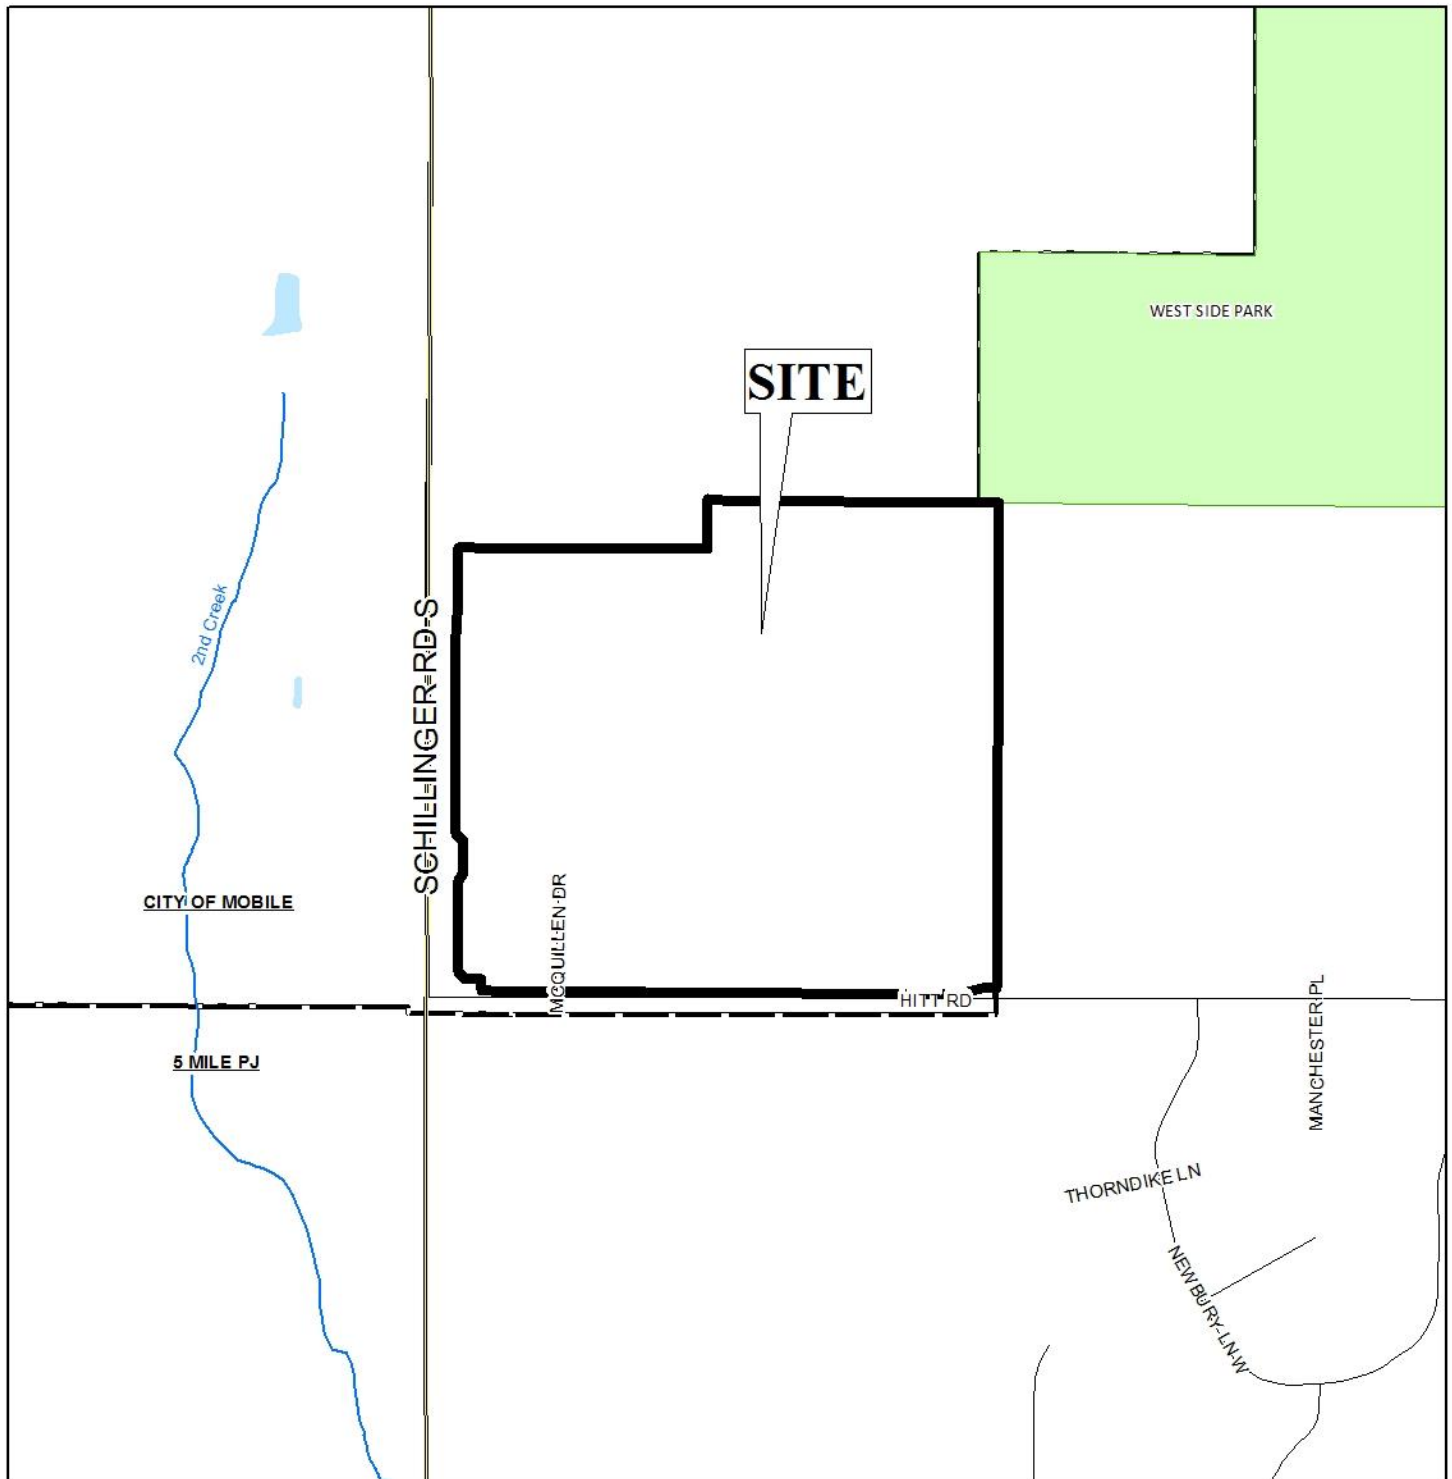 WEST SIDE PARK
SITE
2nd Creek
SCHILLINGER RD S
CITY OF MOBILE
MCQUILLEN DR
HITT RD
5 MILE PJ
MANCHESTER PL
THORNDIKE LN
NEWBURY LN W